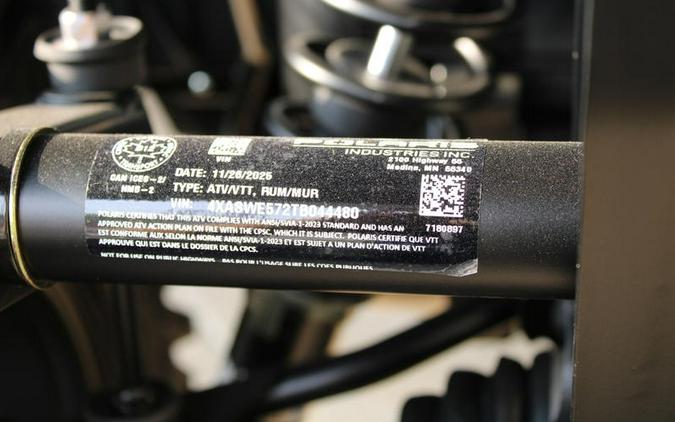 POLARIS
INDUSTRIES INC.
2100 Highway 55
Medina, MN 55340
VIN
CAN ICES-2/
NMB-2
DATE: 11/26/2025
TYPE: ATV/VTT, RUM/MUR
VIN: 4XASWE572TB044480
7180897
POLARIS CERTIFIES THAT THIS ATV COMPLIES WITH ANSI/SVIA-1-2023 STANDARD AND HAS AN
APPROVED ATV ACTION PLAN ON FILE WITH THE CPSC, WHICH IT IS SUBJECT. POLARIS CERTIFIE QUE VTT
EST CONFORME AUX SELON LA NORME ANSI/SVIA-1-2023 ET EST SUJET A UN PLAN D'ACTION DE VTT
APPROUVE QUI EST DANS LE DOSSIER DE LA CPCS.
NOT FOR USE ON PUBLIC HIGHWAYS PAS POUR L'USAGE SUR LES PUBLIQUES